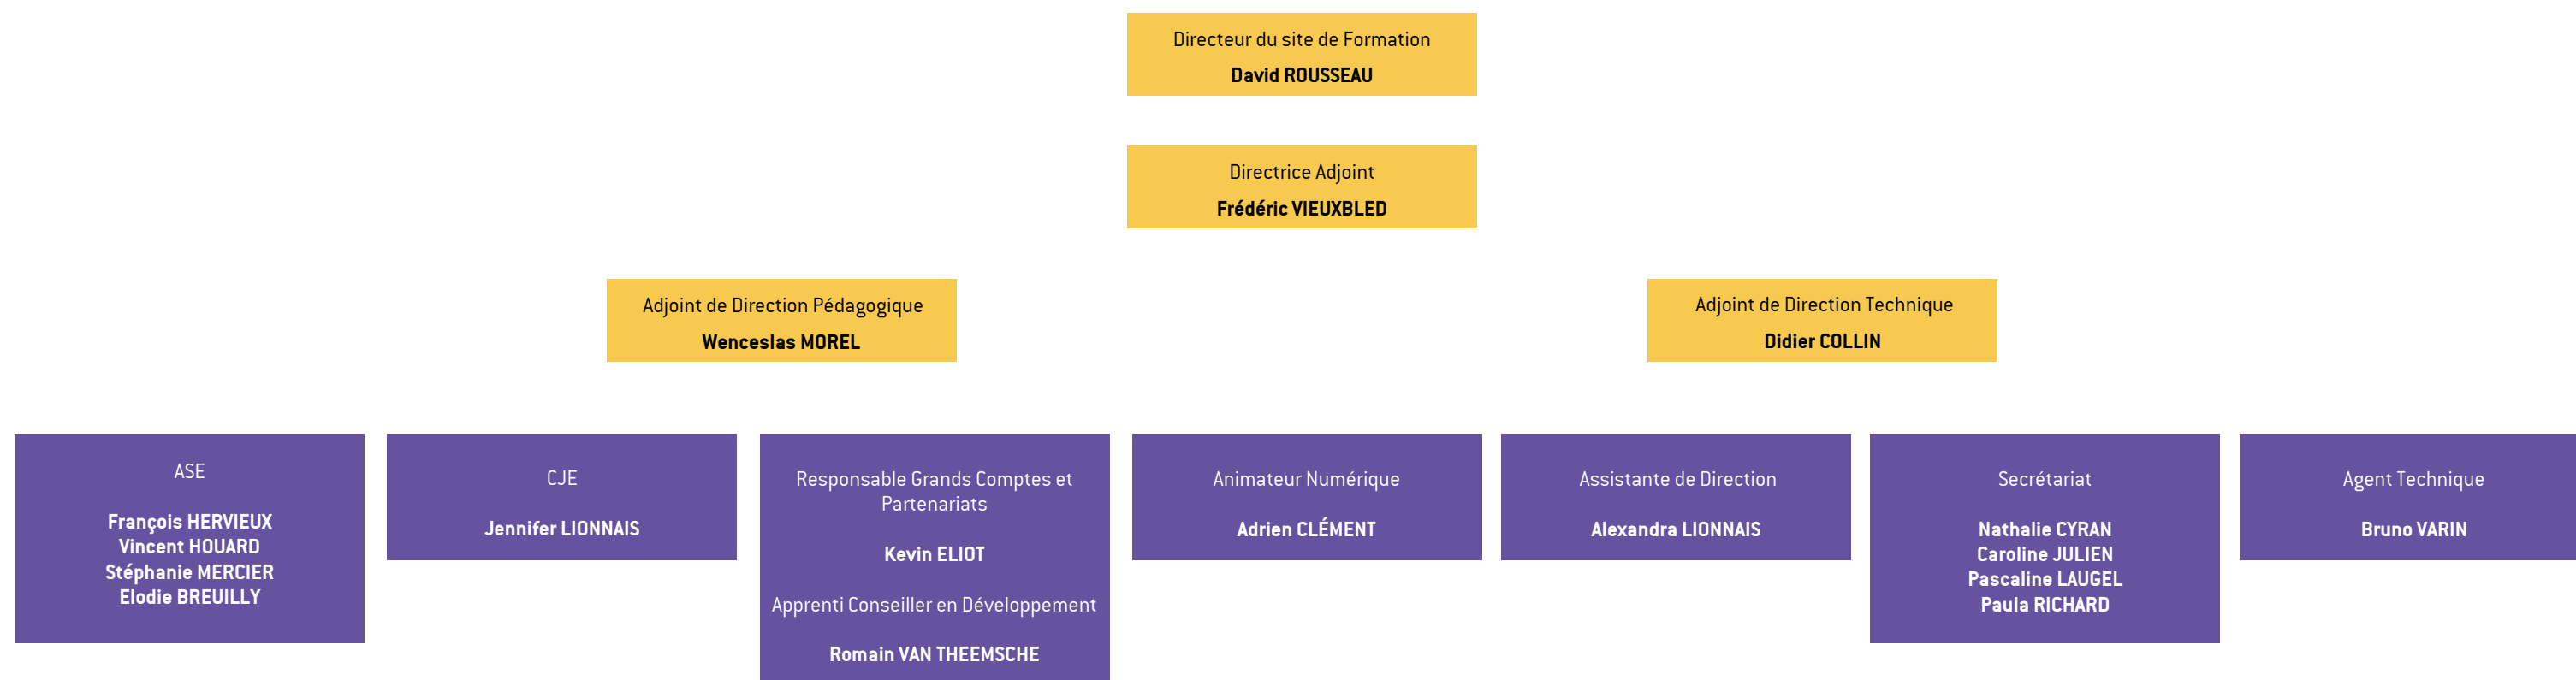 Directeur du site de Formation
David ROUSSEAU
Directrice Adjoint
Frédéric VIEUXBLED
Adjoint de Direction Pédagogique
Wenceslas MOREL
Adjoint de Direction Technique
Didier COLLIN
ASE
François HERVIEUX
Vincent HOUARD
Stéphanie MERCIER
Elodie BREUILLY
CJE
Jennifer LIONNAIS
Responsable Grands Comptes et
Partenariats
Kevin ELIOT
Apprenti Conseiller en Développement
Romain VAN THEEMSCHE
Animateur Numérique
Adrien CLÉMENT
Assistante de Direction
Alexandra LIONNAIS
Secrétariat
Nathalie CYRAN
Caroline JULIEN
Pascaline LAUGEL
Paula RICHARD
Agent Technique
Bruno VARIN